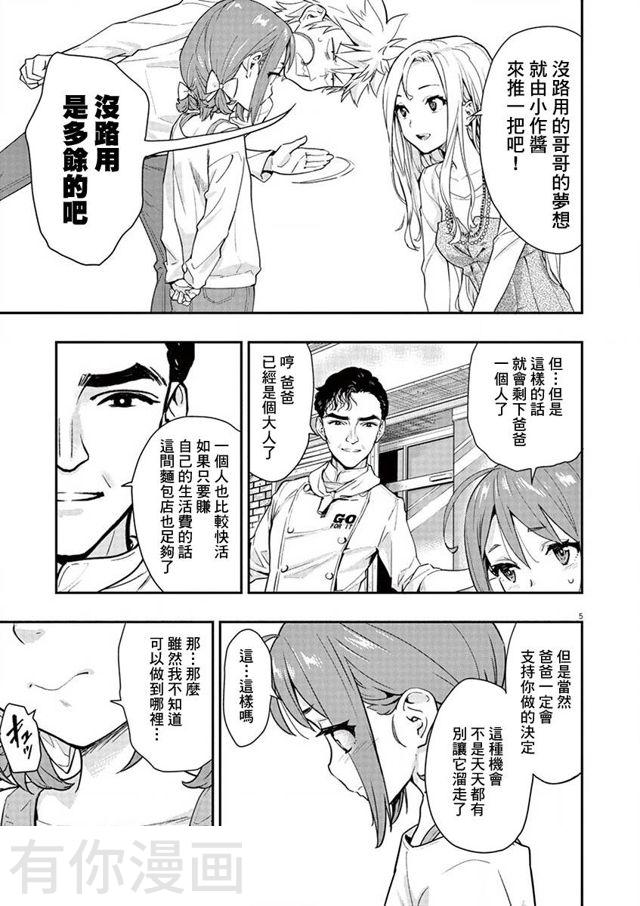 沒路用的哥哥的夢想
就由小作醬
來推一把吧！
沒路用
是多餘的吧
但…但是
這樣的話
就會剩下爸爸
一個人了
哼 爸爸
已經是個大人了
GO
FOR IT
一個人也比較快活
如果只要賺
自己的生活費的話
這間麵包店也足夠了
5
但是當然
爸爸一定會
支持你做的決定
這種機會
不是天天都有
別讓它溜走了
這…這樣嗎
那…那麼
雖然我不知道
可以做到哪裡…
有你漫画